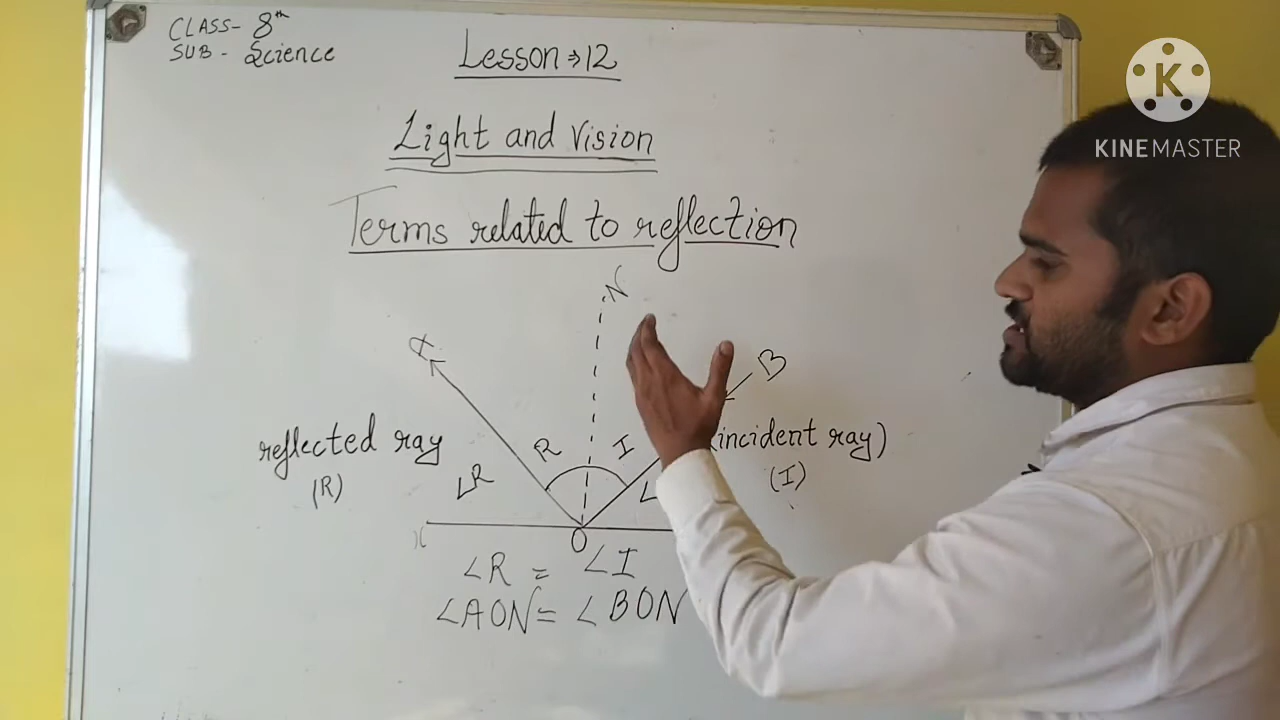 CLASS- 8th
SUB - Science
Lesson → 12
Light and Vision
Terms related to reflection
N
A
B
reflected ray
(R)
∠R
R
I
(incident ray)
(I)
∠
x
O
∠R = ∠I
∠AON = ∠BON
K
KINEMASTER